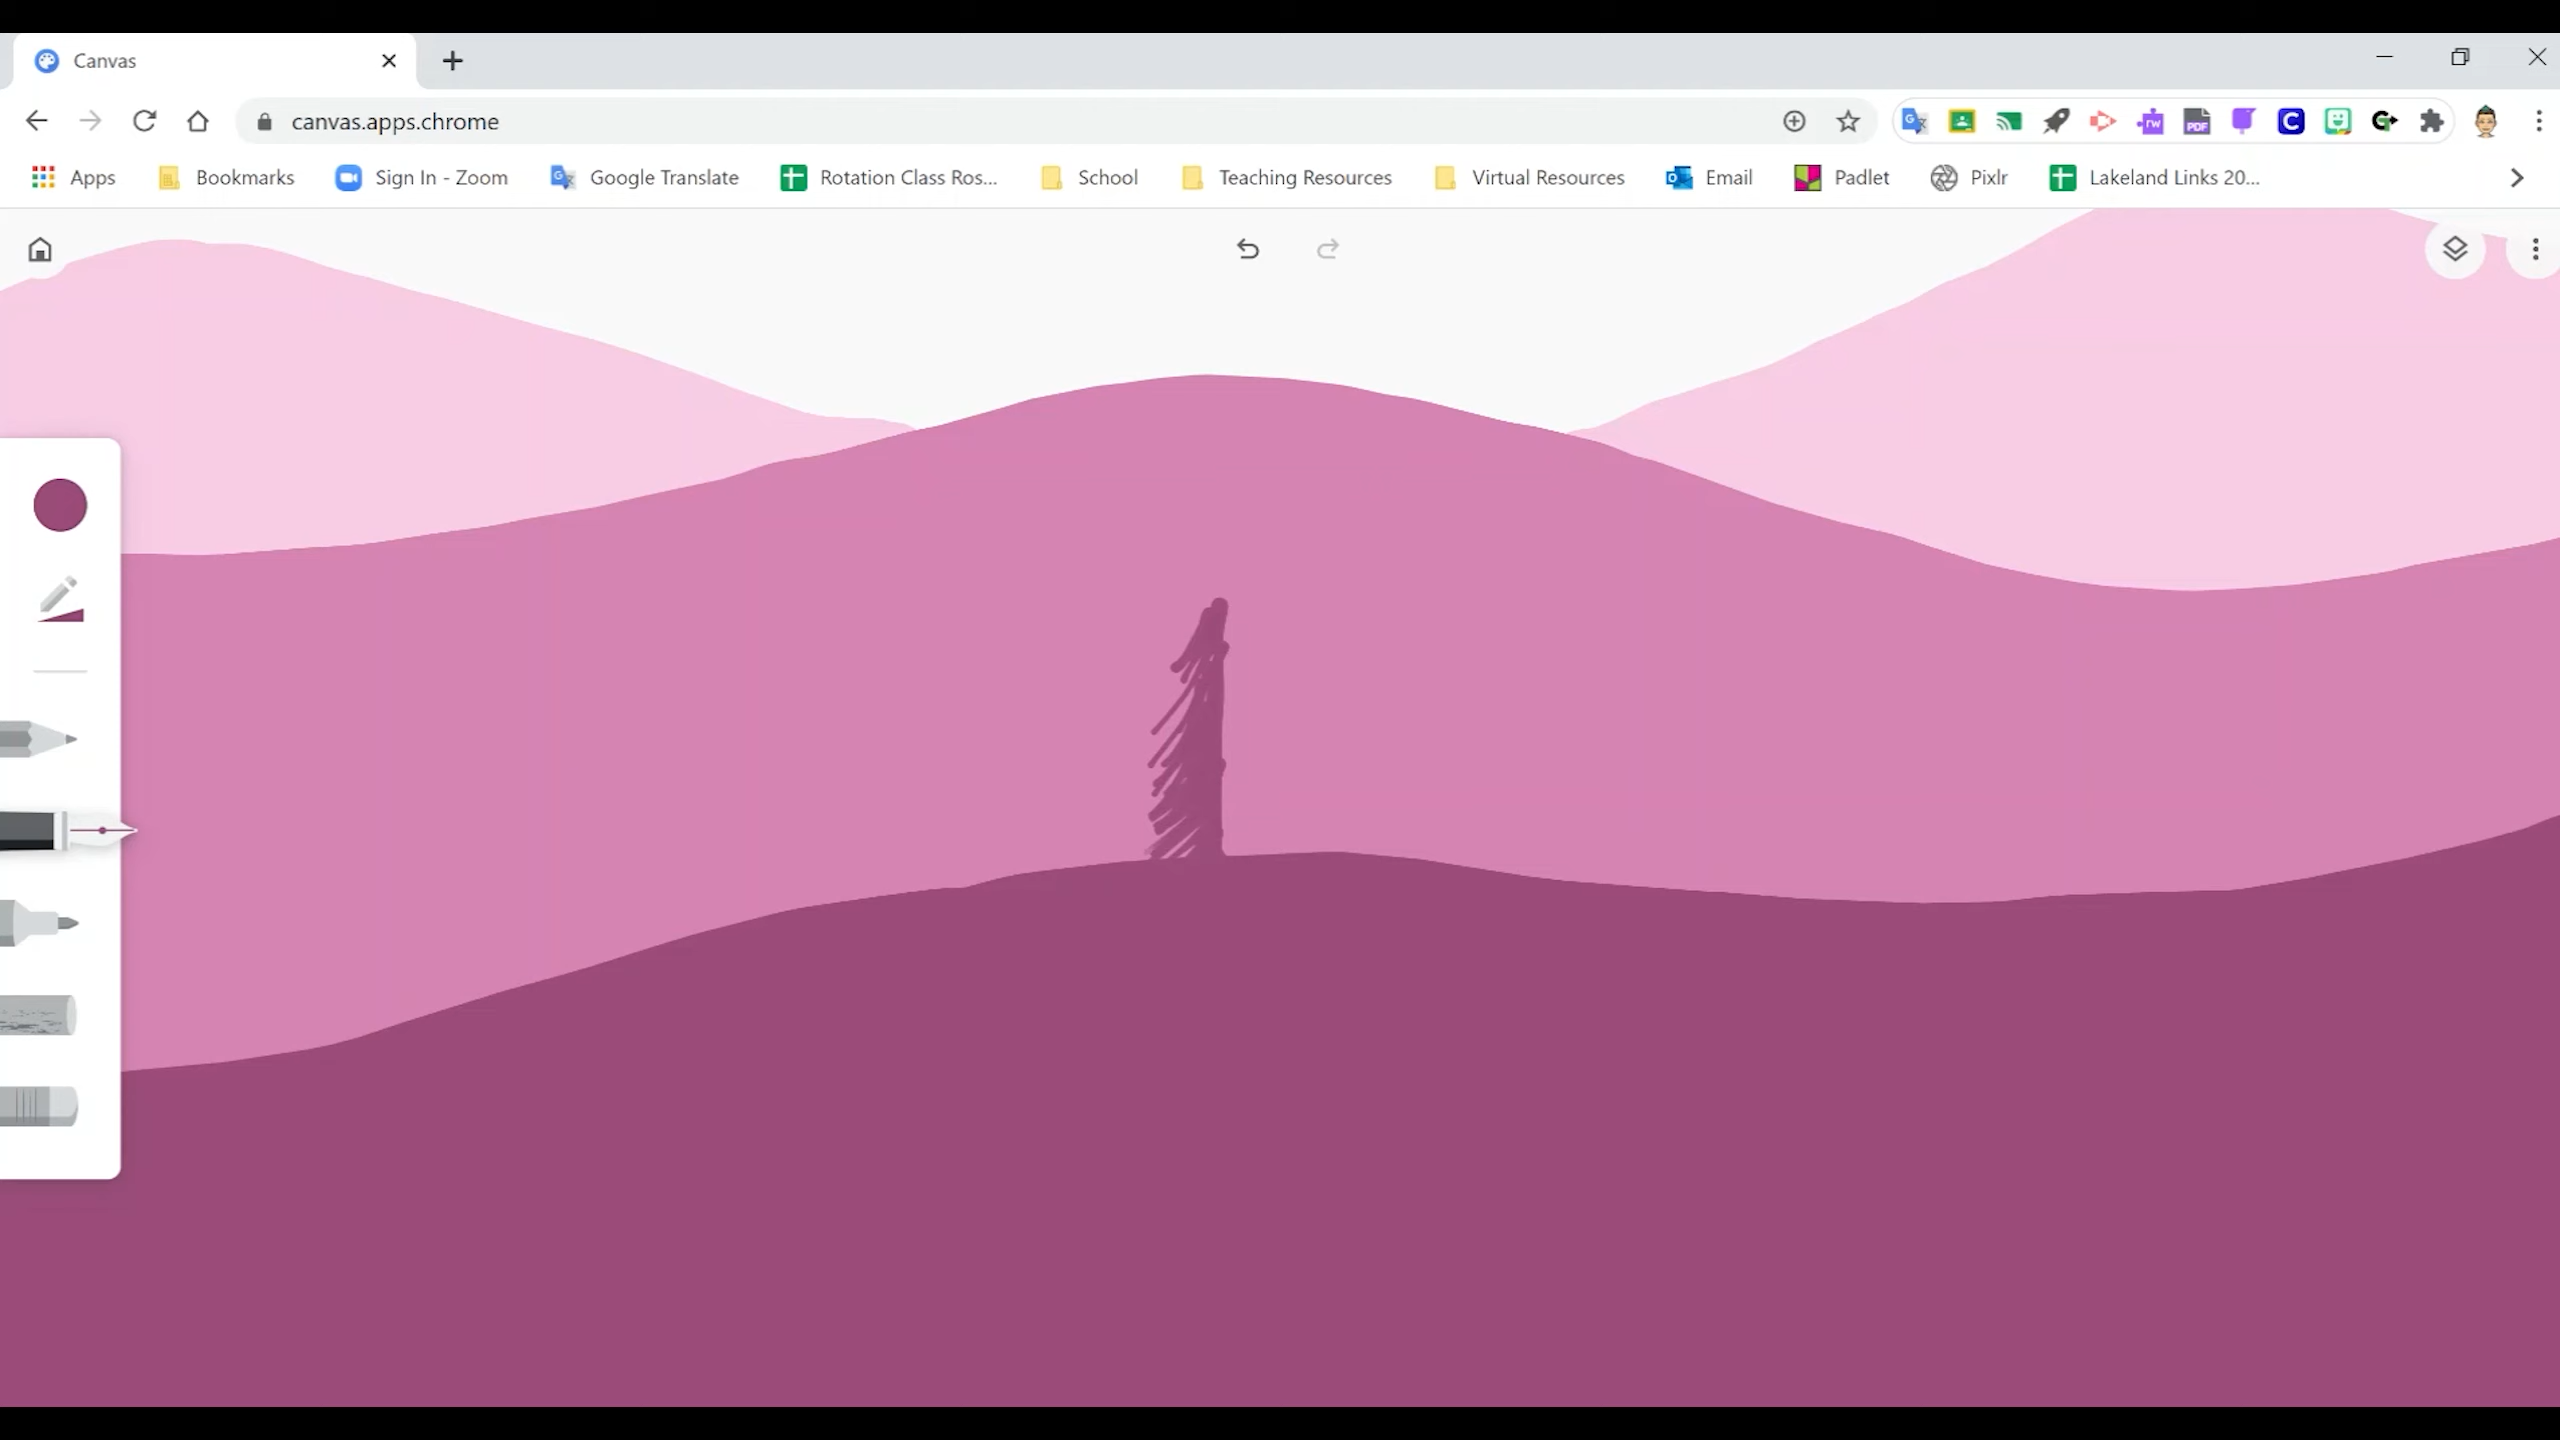 Canvas
canvas.apps.chrome
Apps Bookmarks Sign In - Zoom Google Translate Rotation Class Ros... School Teaching Resources Virtual Resources Email Padlet Pixlr Lakeland Links 20...